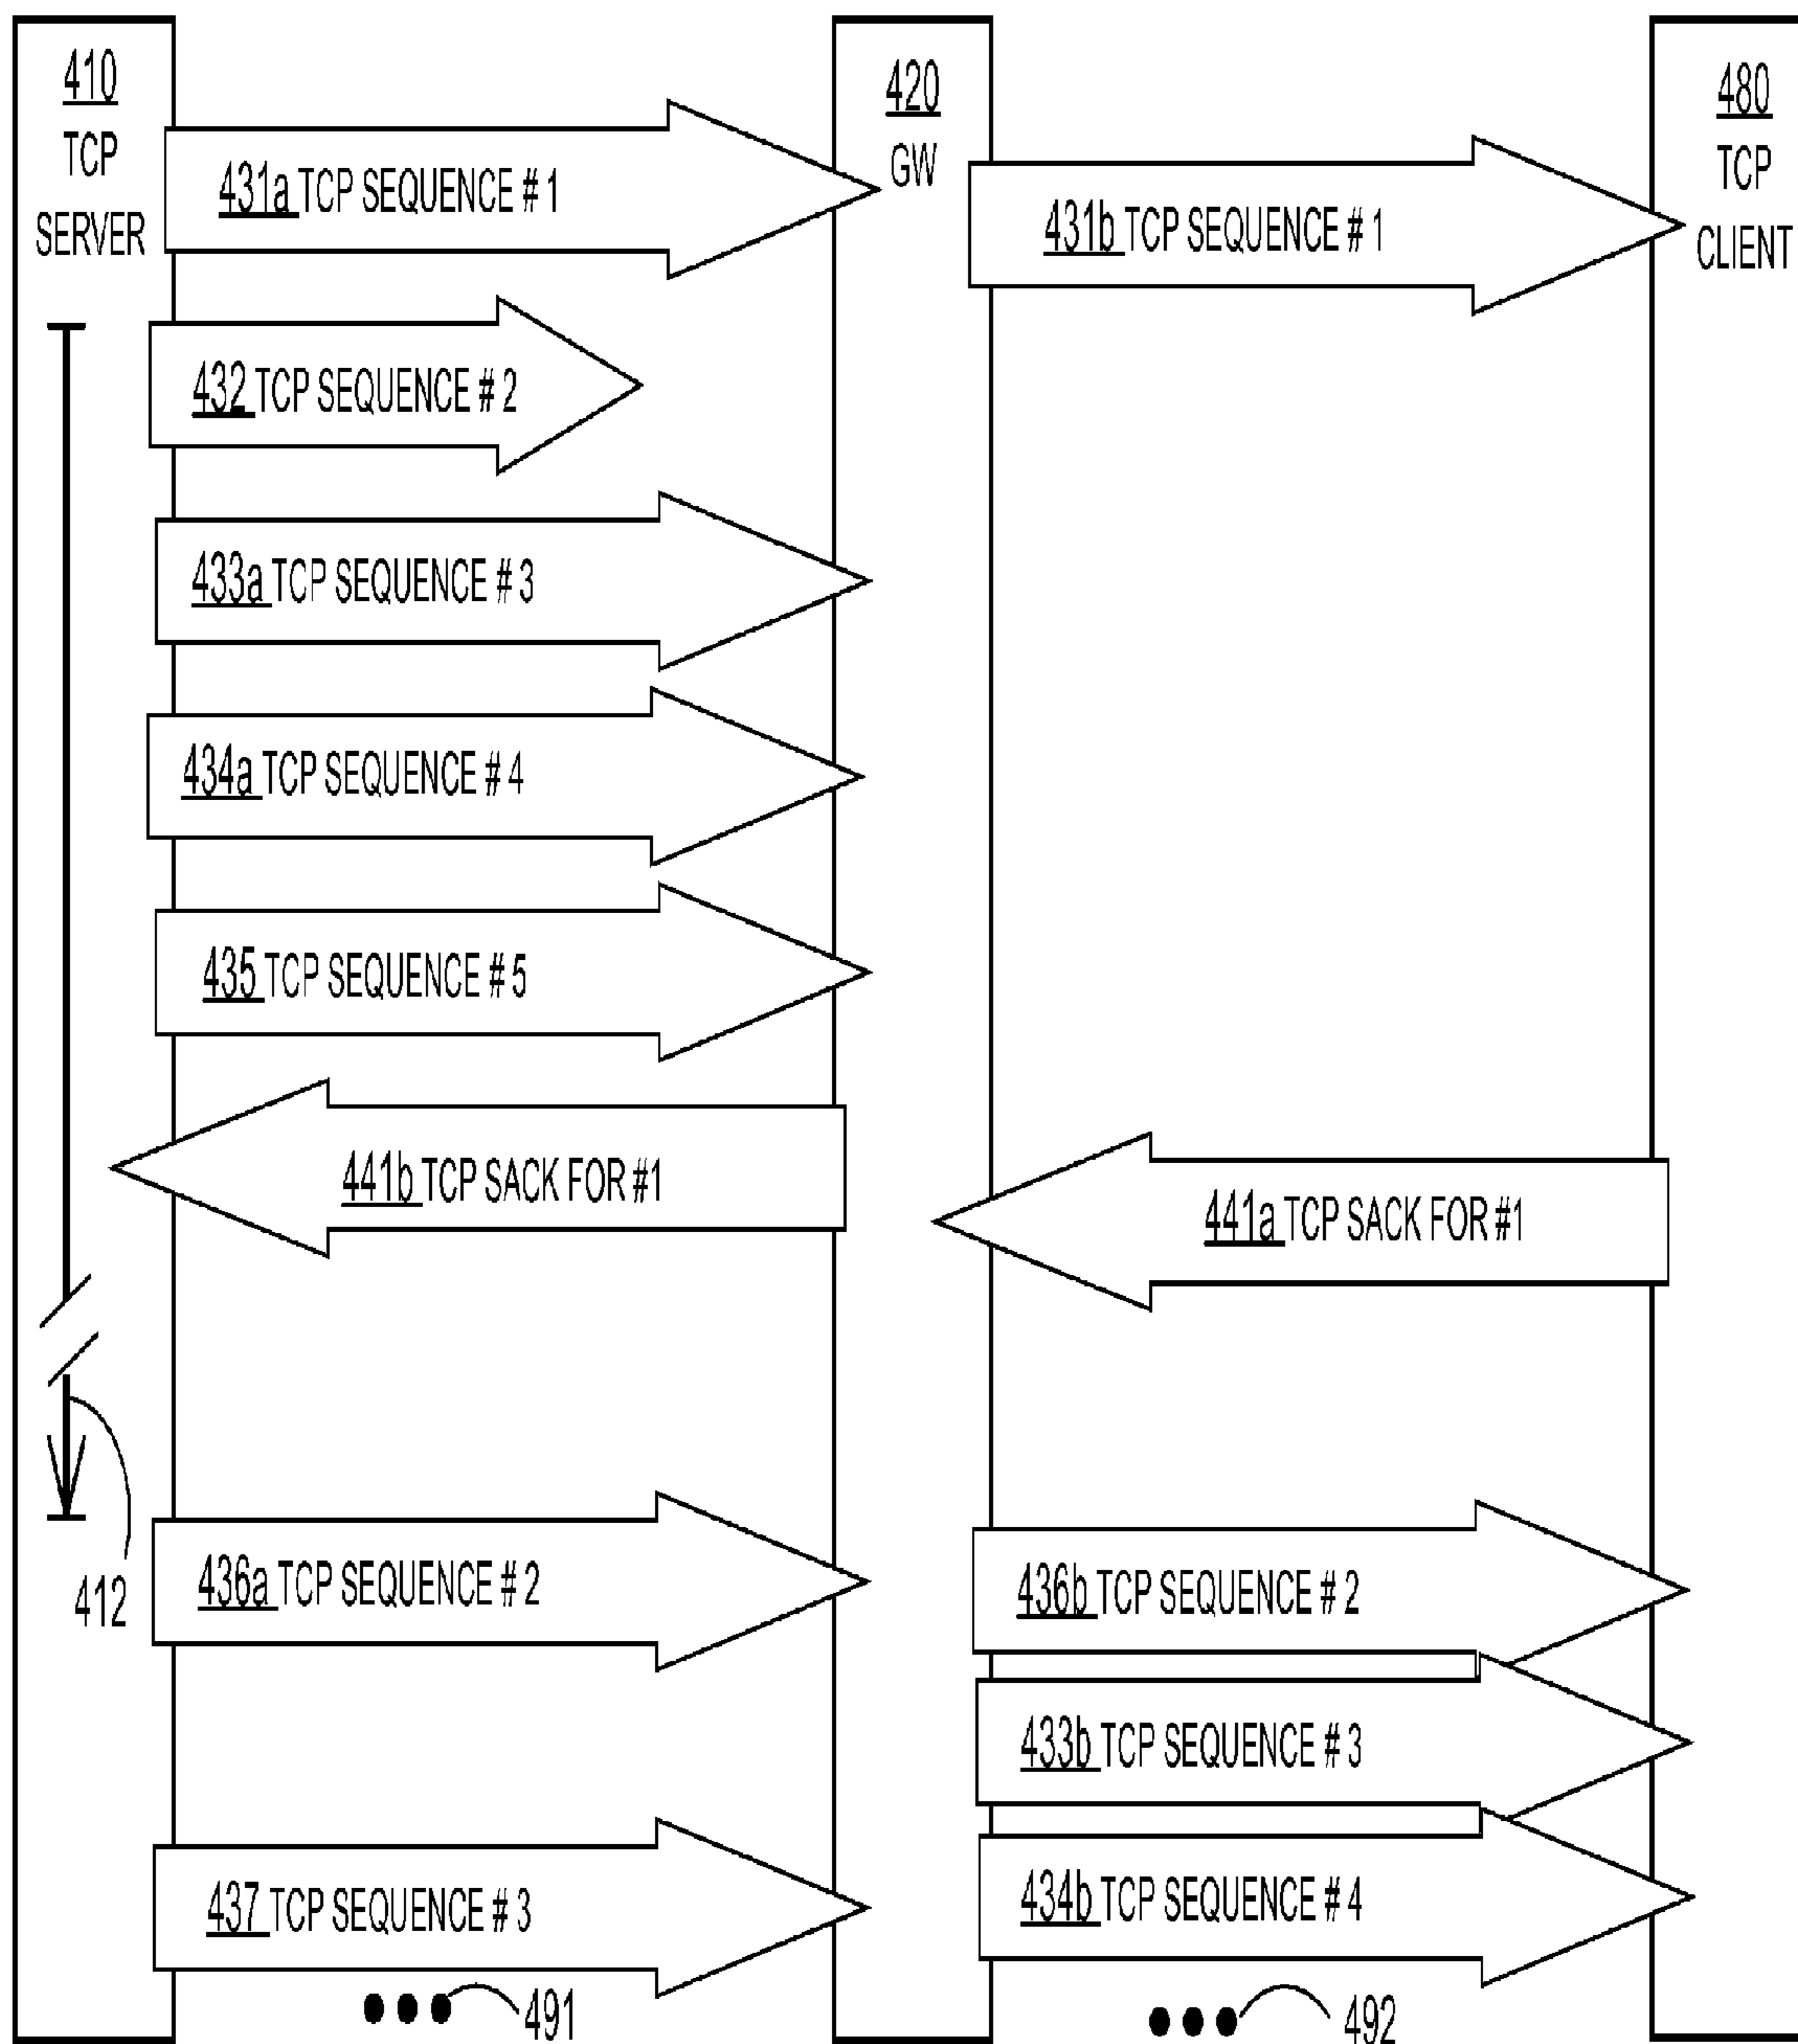 410
TCP
SERVER
420
GW
480
TCP
CLIENT
431a TCP SEQUENCE # 1
431b TCP SEQUENCE # 1
432 TCP SEQUENCE # 2
433a TCP SEQUENCE # 3
434a TCP SEQUENCE # 4
435 TCP SEQUENCE # 5
441b TCP SACK FOR #1
441a TCP SACK FOR #1
412
436a TCP SEQUENCE # 2
436b TCP SEQUENCE # 2
433b TCP SEQUENCE # 3
437 TCP SEQUENCE # 3
434b TCP SEQUENCE # 4
491
492